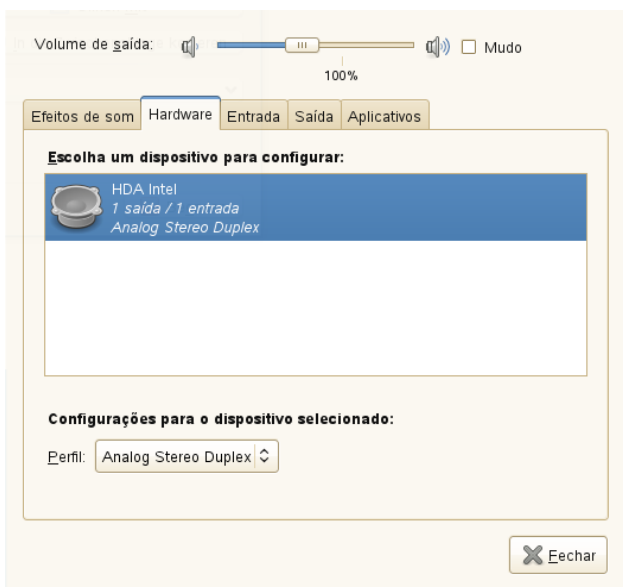 Volume de saída:
Mudo
100%
Efeitos de som Hardware Entrada Saída Aplicativos
Escolha um dispositivo para configurar:
HDA Intel
1 saída / 1 entrada
Analog Stereo Duplex
Configurações para o dispositivo selecionado:
Perfil: Analog Stereo Duplex
Fechar